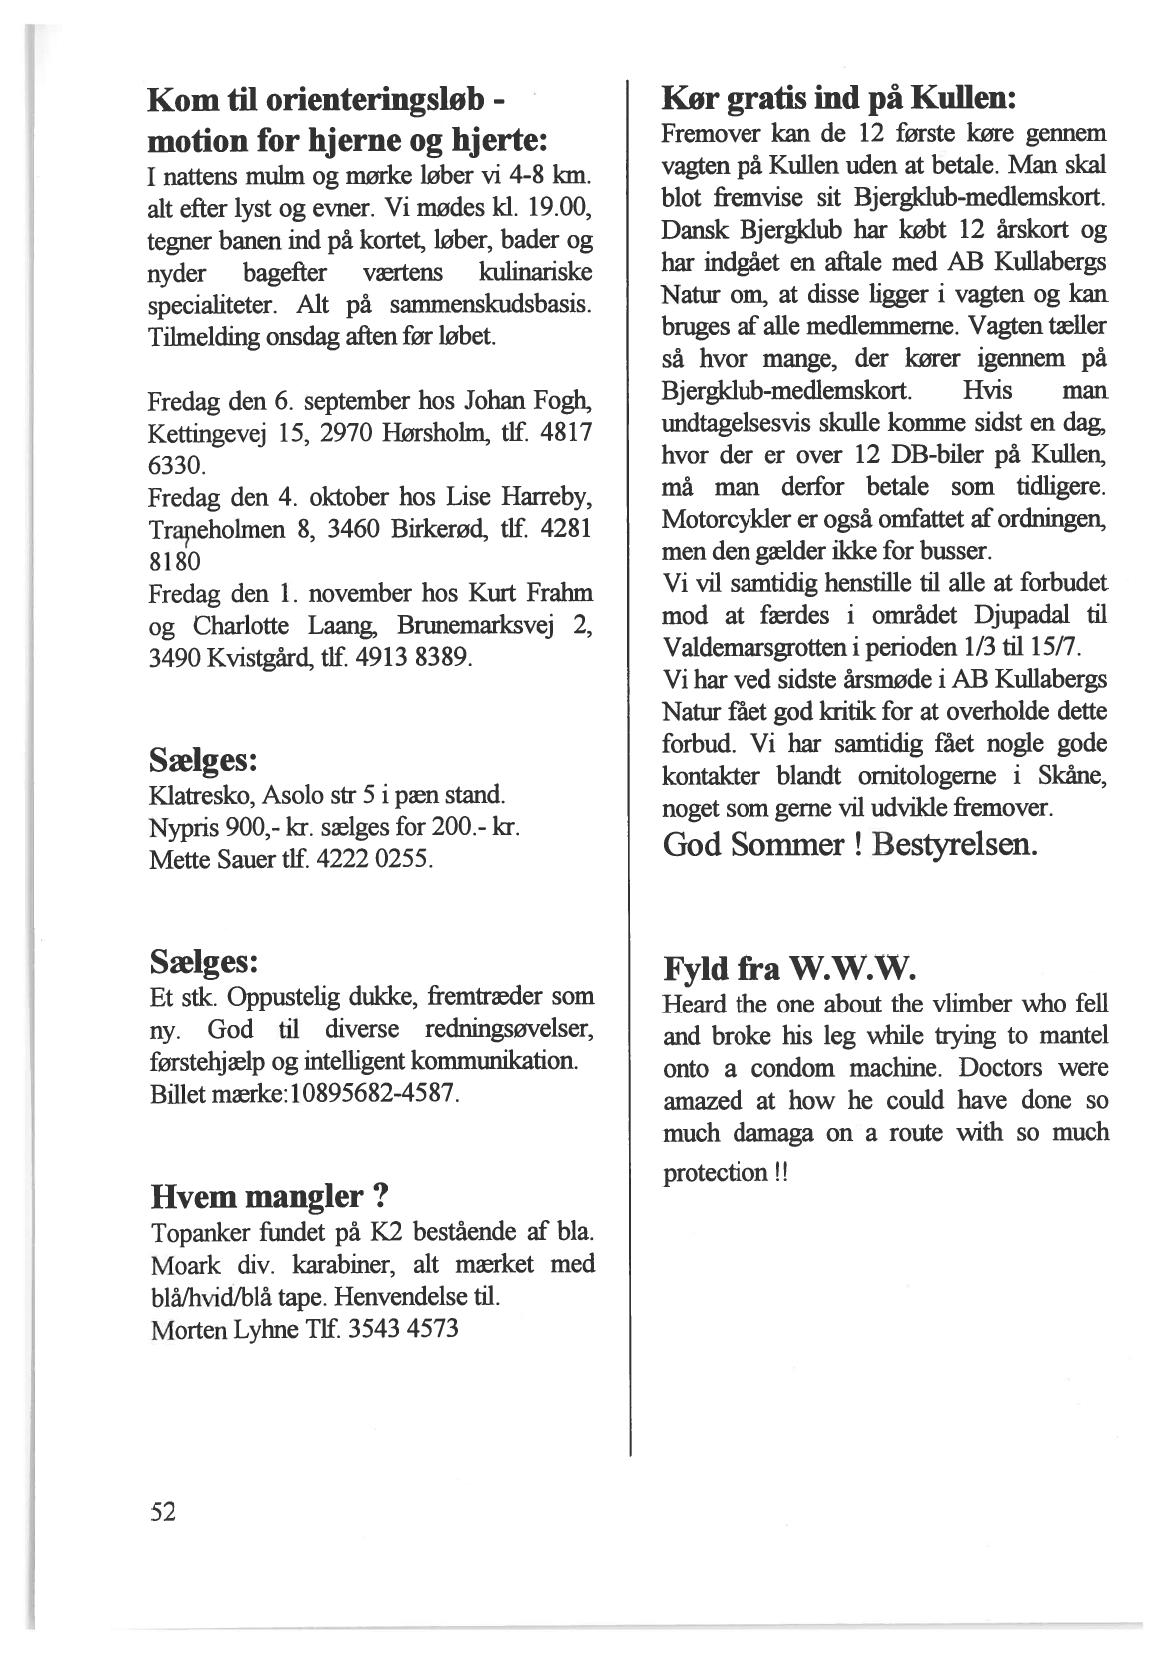 Kom til orienteringsløb -
motion for hjerne og hjerte:
I nattens mulm og mørke løber vi 4-8 km.
alt efter lyst og evner. Vi mødes kl. 19.00,
tegner banen ind på kortet, løber, bader og
nyder bagefter værtens kulinariske
specialiteter. Alt på sammenskudsbasis.
Tilmelding onsdag aften før løbet.

Fredag den 6. september hos Johan Fogh,
Kettingevej 15, 2970 Hørsholm, tlf. 4817
6330.
Fredag den 4. oktober hos Lise Harreby,
Traneholmen 8, 3460 Birkerød, tlf. 4281
8180
Fredag den 1. november hos Kurt Frahm
og Charlotte Laang, Brunemarksvej 2,
3490 Kvistgård, tlf. 4913 8389.

Sælges:
Klatresko, Asolo str 5 i pæn stand.
Nypris 900,- kr. sælges for 200.- kr.
Mette Sauer tlf. 4222 0255.

Sælges:
Et stk. Oppustelig dukke, fremtræder som
ny. God til diverse redningsøvelser,
førstehjælp og intelligent kommunikation.
Billet mærke:10895682-4587.

Hvem mangler ?
Topanker fundet på K2 bestående af bla.
Moark div. karabiner, alt mærket med
blå/hvid/blå tape. Henvendelse til.
Morten Lyhne Tlf. 3543 4573

Kør gratis ind på Kullen:
Fremover kan de 12 første køre gennem
vagten på Kullen uden at betale. Man skal
blot fremvise sit Bjergklub-medlemskort.
Dansk Bjergklub har købt 12 årskort og
har indgået en aftale med AB Kullabergs
Natur om, at disse ligger i vagten og kan
bruges af alle medlemmerne. Vagten tæller
så hvor mange, der kører igennem på
Bjergklub-medlemskort. Hvis man
undtagelsesvis skulle komme sidst en dag,
hvor der er over 12 DB-biler på Kullen,
må man derfor betale som tidligere.
Motorcykler er også omfattet af ordningen,
men den gælder ikke for busser.
Vi vil samtidig henstille til alle at forbudet
mod at færdes i området Djupadal til
Valdemarsgrotten i perioden 1/3 til 15/7.
Vi har ved sidste årsmøde i AB Kullabergs
Natur fået god kritik for at overholde dette
forbud. Vi har samtidig fået nogle gode
kontakter blandt ornitologerne i Skåne,
noget som gerne vil udvikle fremover.
God Sommer ! Bestyrelsen.

Fyld fra W.W.W.
Heard the one about the vlimber who fell
and broke his leg while trying to mantel
onto a condom machine. Doctors were
amazed at how he could have done so
much damaga on a route with so much
protection !!

52